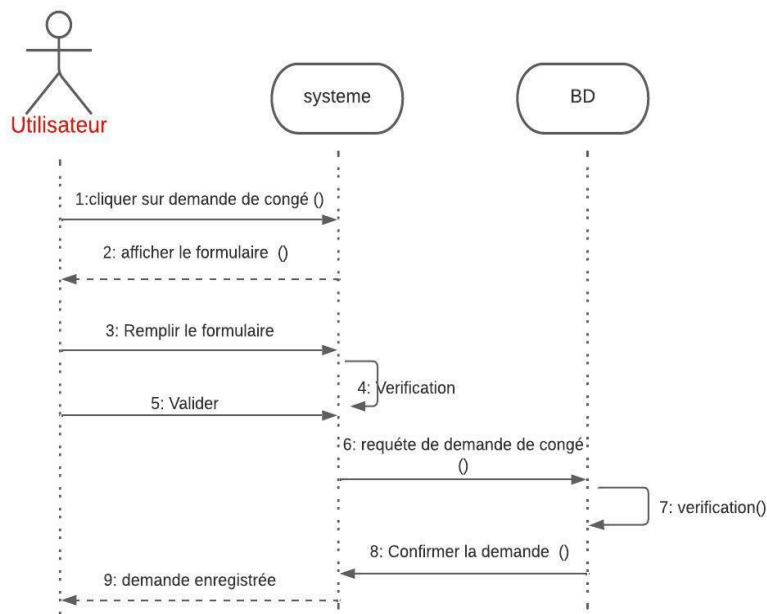 systeme
BD
Utilisateur
1:cliquer sur demande de congé ()
2: afficher le formulaire ()
3: Remplir le formulaire
4: Verification
5: Valider
6: requéte de demande de congé
()
7: verification()
8: Confirmer la demande ()
9: demande enregistrée